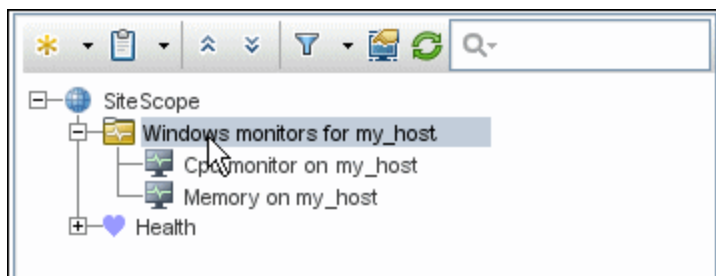 SiteScope
Windows monitors for my_host
Cpu monitor on my_host
Memory on my_host
Health